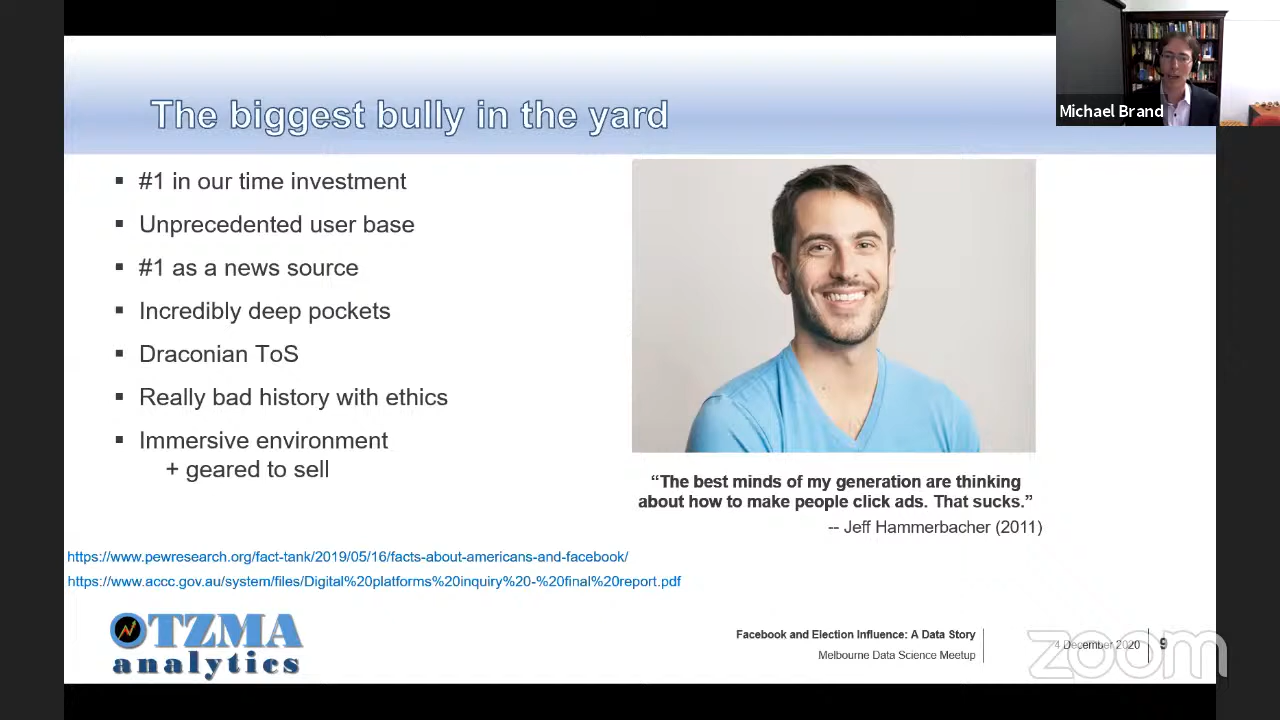 Michael Brand
The biggest bully in the yard
▪ #1 in our time investment
▪ Unprecedented user base
▪ #1 as a news source
▪ Incredibly deep pockets
▪ Draconian ToS
▪ Really bad history with ethics
▪ Immersive environment
+ geared to sell
“The best minds of my generation are thinking
about how to make people click ads. That sucks.”
-- Jeff Hammerbacher (2011)
https://www.pewresearch.org/fact-tank/2019/05/16/facts-about-americans-and-facebook/
https://www.accc.gov.au/system/files/Digital%20platforms%20inquiry%20-%20final%20report.pdf
OTZMA
analytics
Facebook and Election Influence: A Data Story
Melbourne Data Science Meetup
4 December 2020
9
zoom